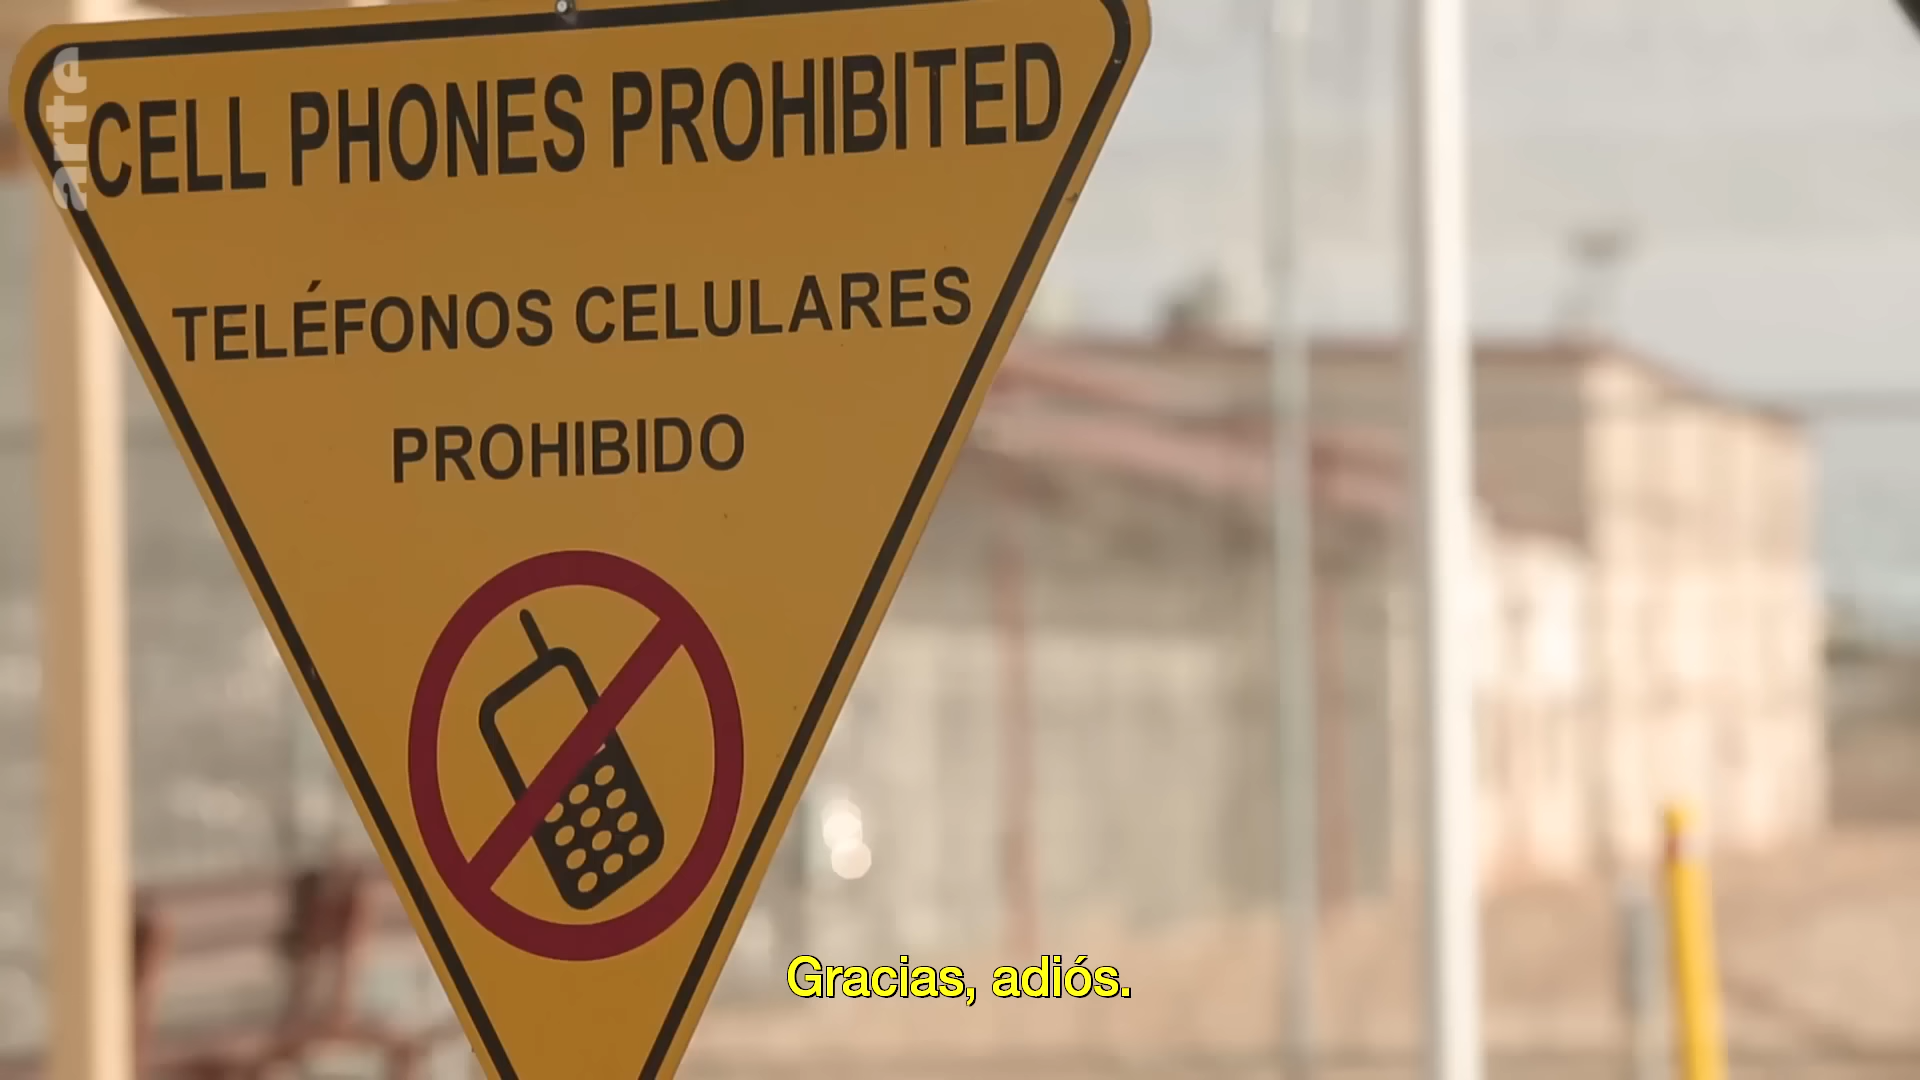 arte
CELL PHONES PROHIBITED
TELÉFONOS CELULARES
PROHIBIDO
Gracias, adiós.